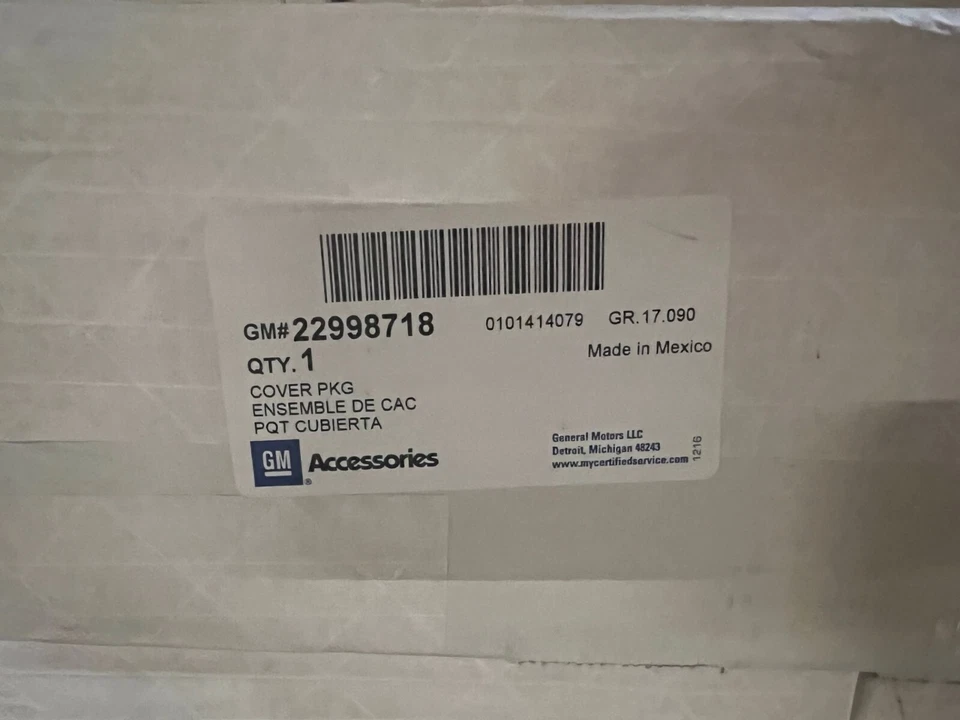 GM# 22998718 0101414079 GR.17.090
QTY. 1 Made in Mexico
COVER PKG
ENSEMBLE DE CAC
PQT CUBIERTA
GM® Accessories
General Motors LLC
Detroit, Michigan 48243
www.mycertifiedservice.com
1216